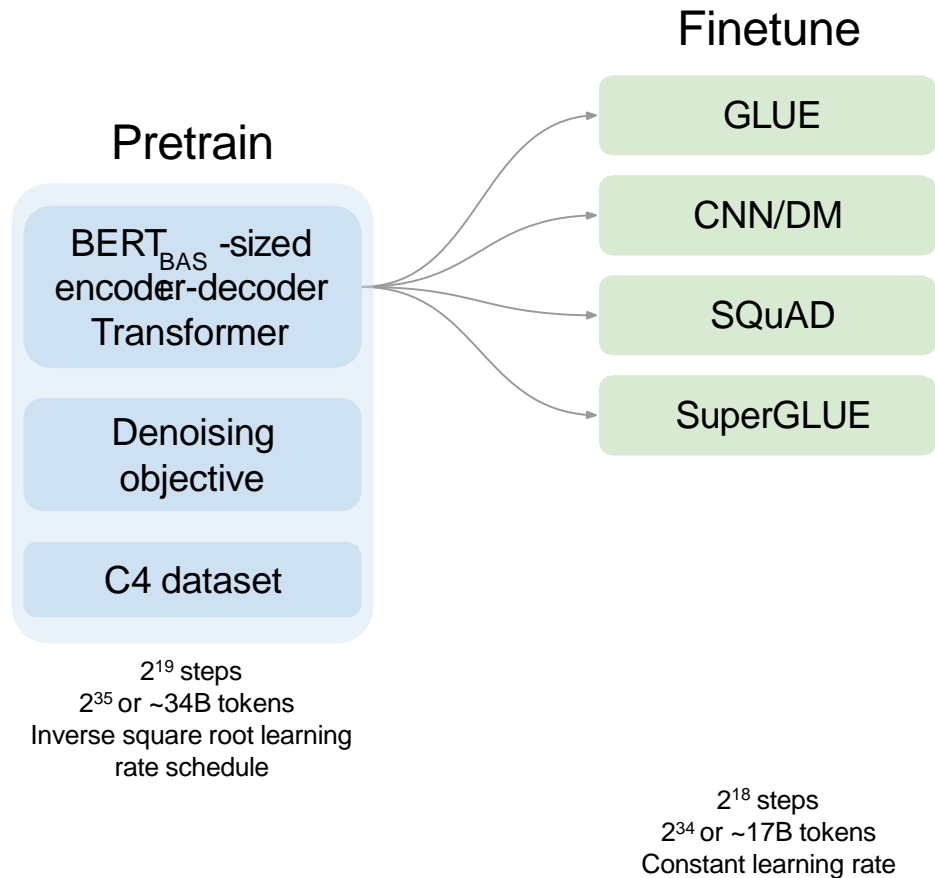 Pretrain
BERT_BAS -sized
encoder-decoder
Transformer
Denoising
objective
C4 dataset
2¹⁹ steps
2³⁵ or ~34B tokens
Inverse square root learning
rate schedule
Finetune
GLUE
CNN/DM
SQuAD
SuperGLUE
2¹⁸ steps
2³⁴ or ~17B tokens
Constant learning rate